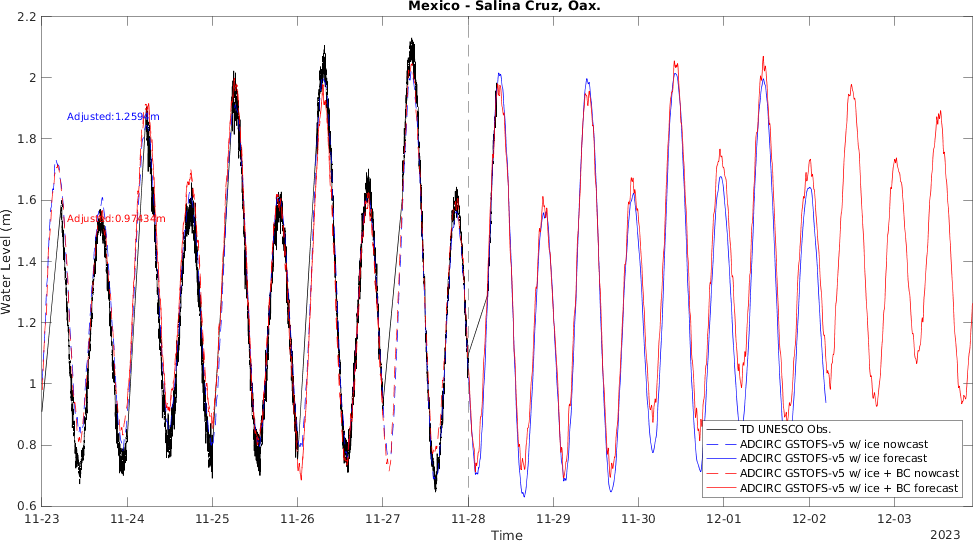 Mexico - Salina Cruz, Oax.
Water Level (m)
2.2
2
1.8
1.6
1.4
1.2
1
0.8
0.6
Adjusted:1.2594m
Adjusted:0.97434m
TD UNESCO Obs.
ADCIRC GSTOFS-v5 w/ ice nowcast
ADCIRC GSTOFS-v5 w/ ice forecast
ADCIRC GSTOFS-v5 w/ ice + BC nowcast
ADCIRC GSTOFS-v5 w/ ice + BC forecast
11-23 11-24 11-25 11-26 11-27 11-28 11-29 11-30 12-01 12-02 12-03
Time
2023